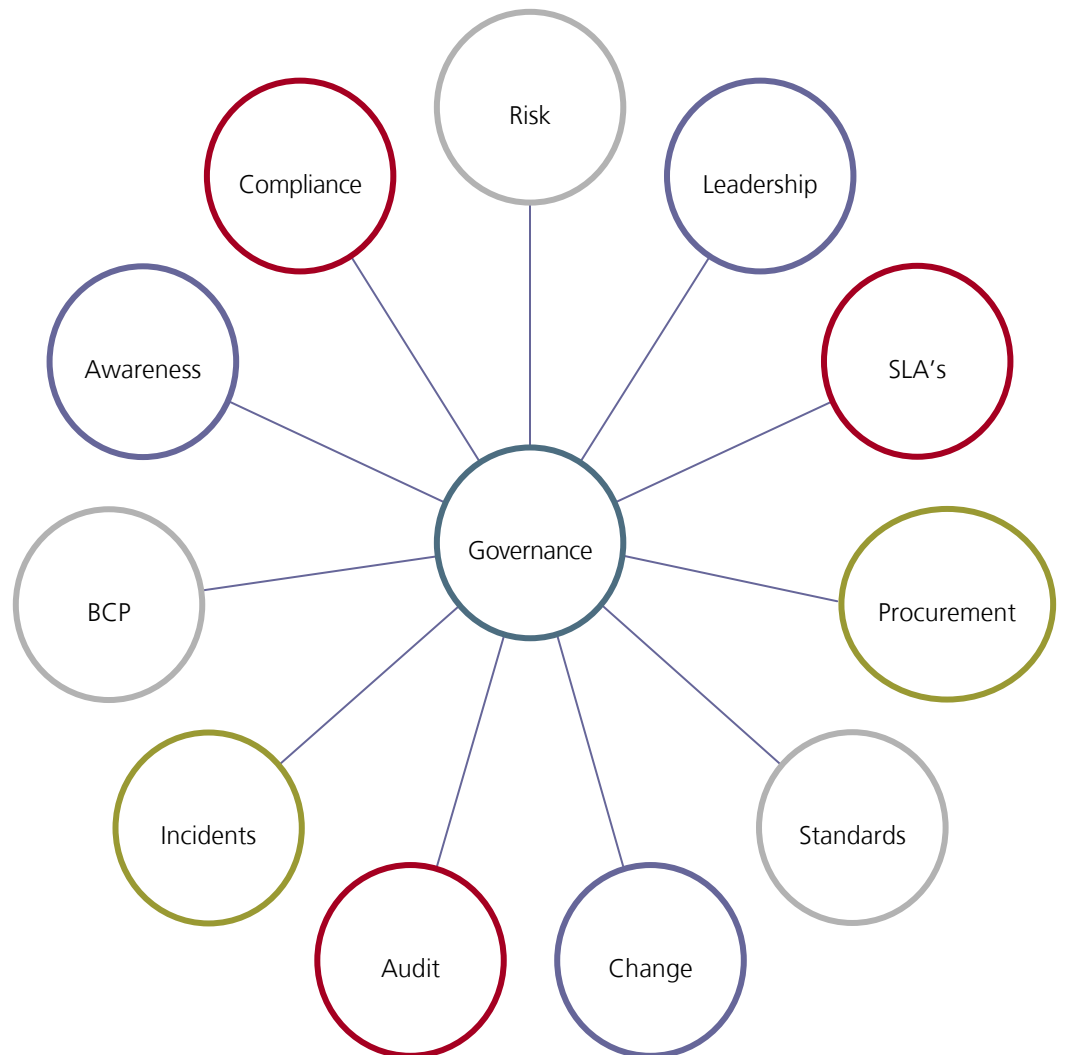 Risk
Compliance
Leadership
Awareness
SLA's
Governance
BCP
Procurement
Incidents
Standards
Audit
Change